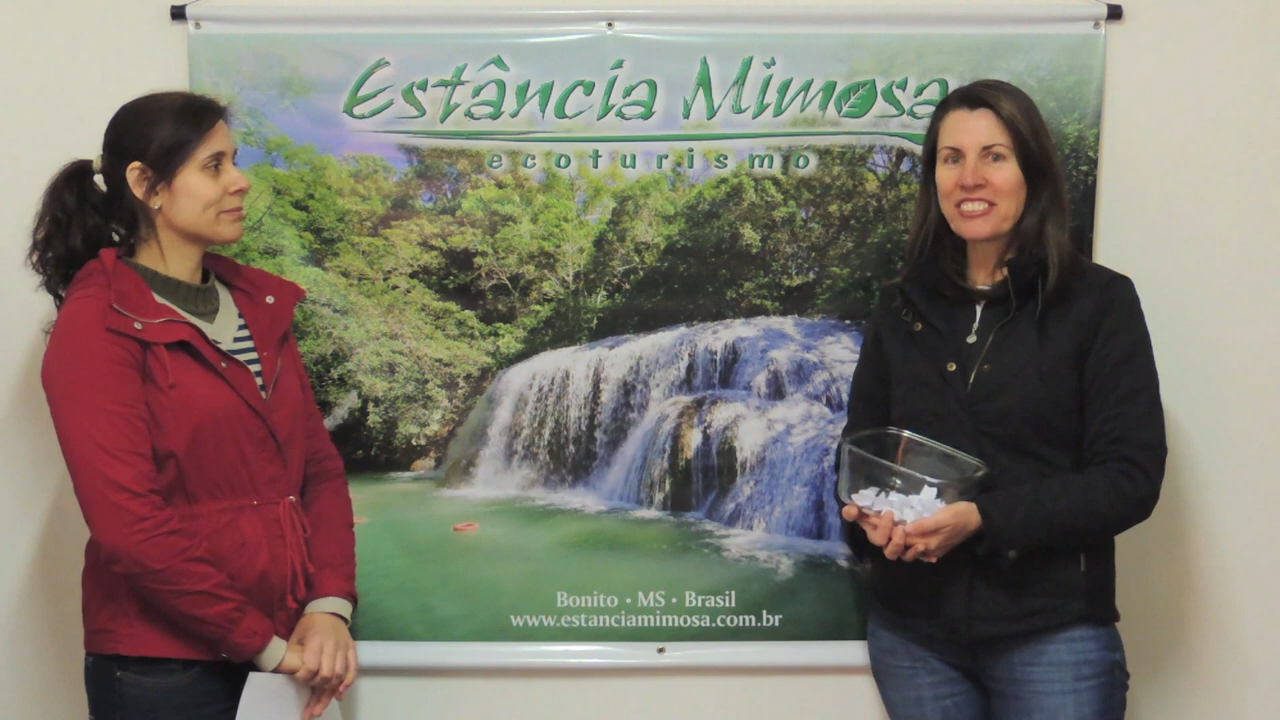 Estância Mimosa
ecoturismo
Bonito • MS • Brasil
www.estanciamimosa.com.br